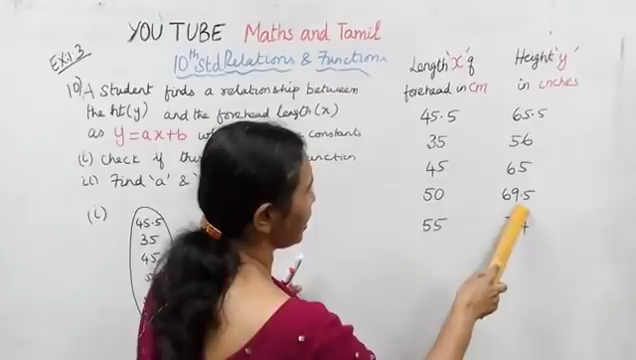 YOU TUBE Maths and Tamil
Ex:1.3
10th Std Relations & Functions
10) A Student finds a relationship between
the ht(y) and the forehead length(x)
as y=ax+b constants
(i) Check if
ii) Find 'a' &
(i)
45.5
35
45
Length 'x' of Height 'y'
forehead in cm in inches
45.5 65.5
35 56
45 65
50 69.5
55